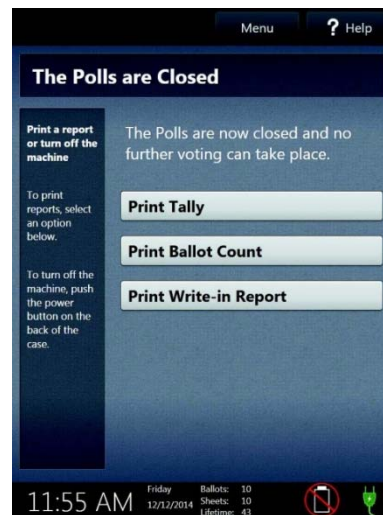 Menu
? Help
The Polls are Closed
Print a report
or turn off the
machine
To print
reports, select
an option
below.
To turn off the
machine, push
the power
button on the
back of the
case.
The Polls are now closed and no
further voting can take place.
Print Tally
Print Ballot Count
Print Write-in Report
11:55 AM
Friday
12/12/2014
Ballots: 10
Sheets: 10
Lifetime: 43